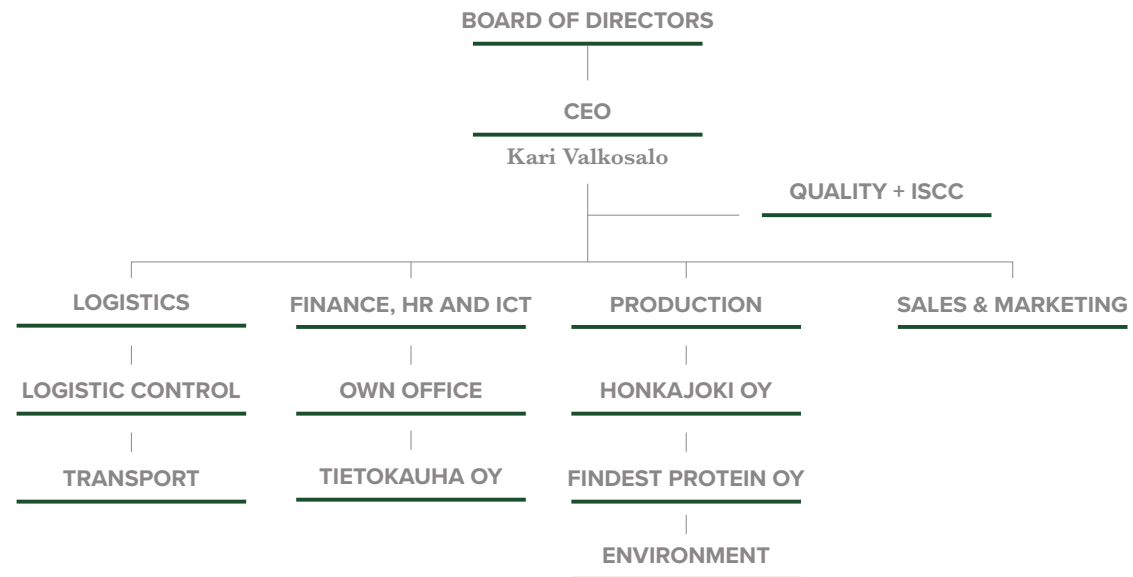 BOARD OF DIRECTORS
CEO
Kari Valkosalo
QUALITY + ISCC
LOGISTICS
FINANCE, HR AND ICT
PRODUCTION
SALES & MARKETING
LOGISTIC CONTROL
OWN OFFICE
HONKAJOKI OY
TRANSPORT
TIETOKAUHA OY
FINDEST PROTEIN OY
ENVIRONMENT